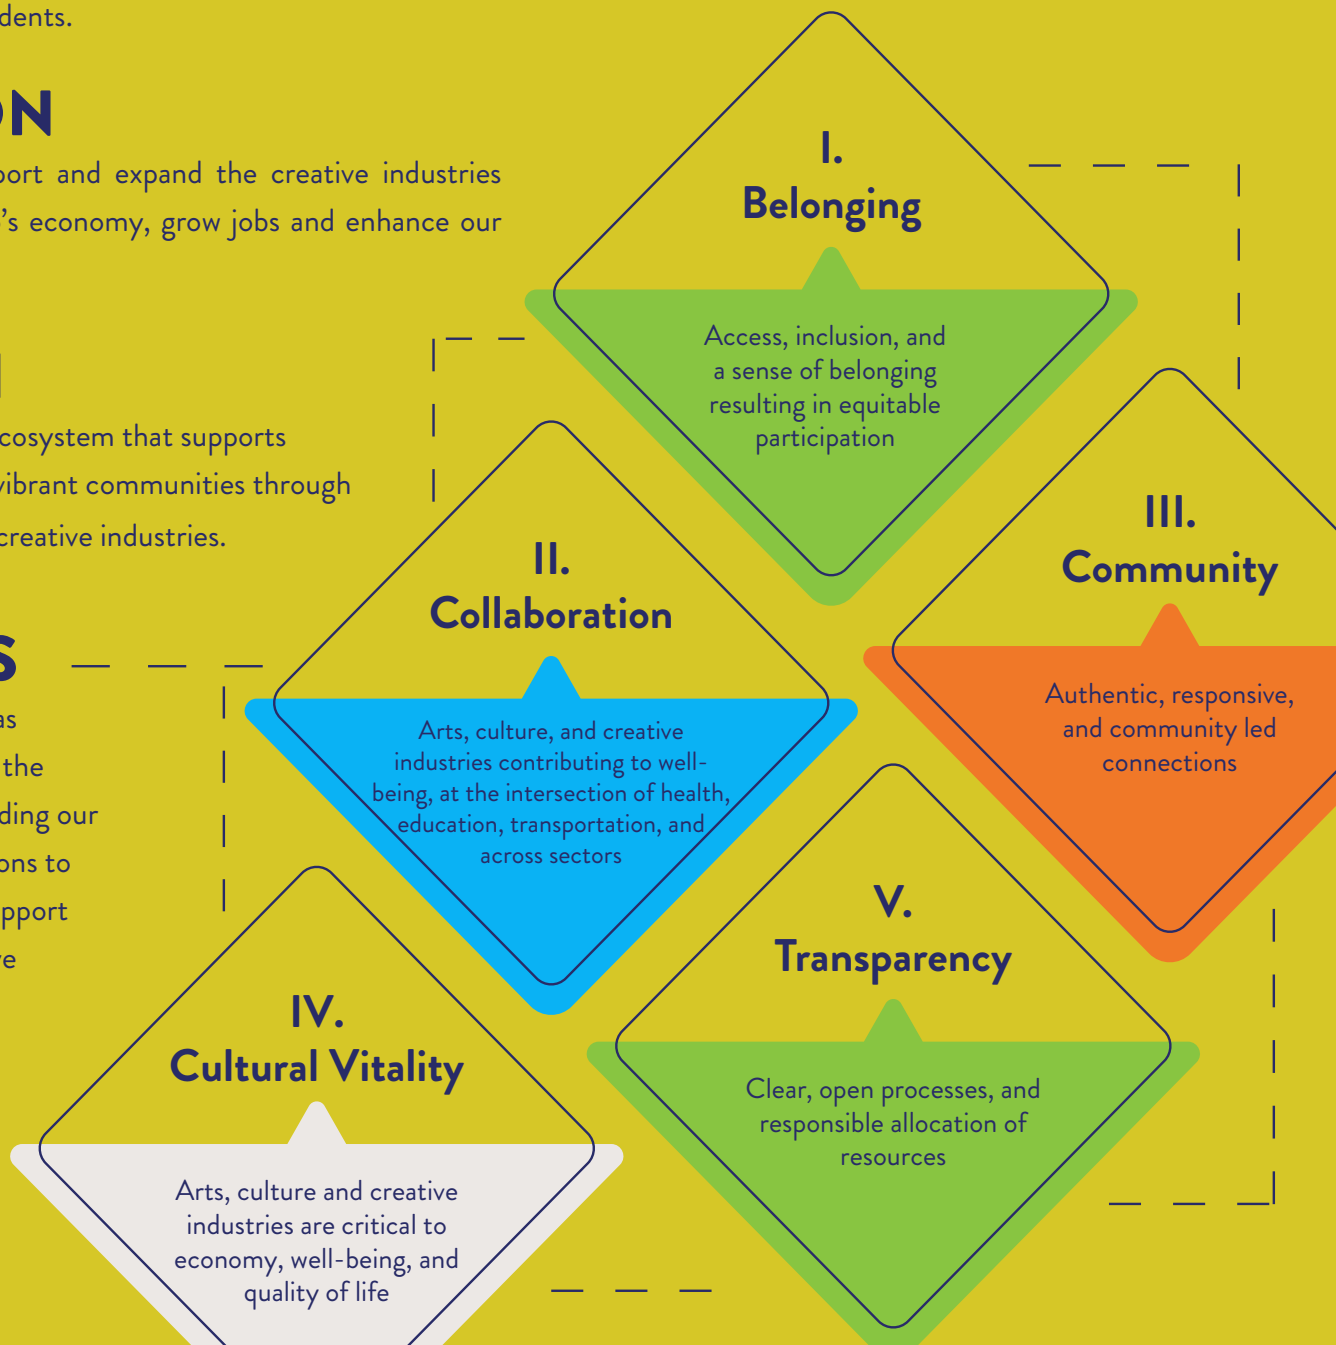 dents.
ON
port and expand the creative industries
's economy, grow jobs and enhance our
cosystem that supports
vibrant communities through
creative industries.
S
as
the
ding our
ons to
pport
ve
I.
Belonging
Access, inclusion, and
a sense of belonging
resulting in equitable
participation
II.
Collaboration
Arts, culture, and creative
industries contributing to well-
being, at the intersection of health,
education, transportation, and
across sectors
III.
Community
Authentic, responsive,
and community led
connections
IV.
Cultural Vitality
Arts, culture and creative
industries are critical to
economy, well-being, and
quality of life
V.
Transparency
Clear, open processes, and
responsible allocation of
resources